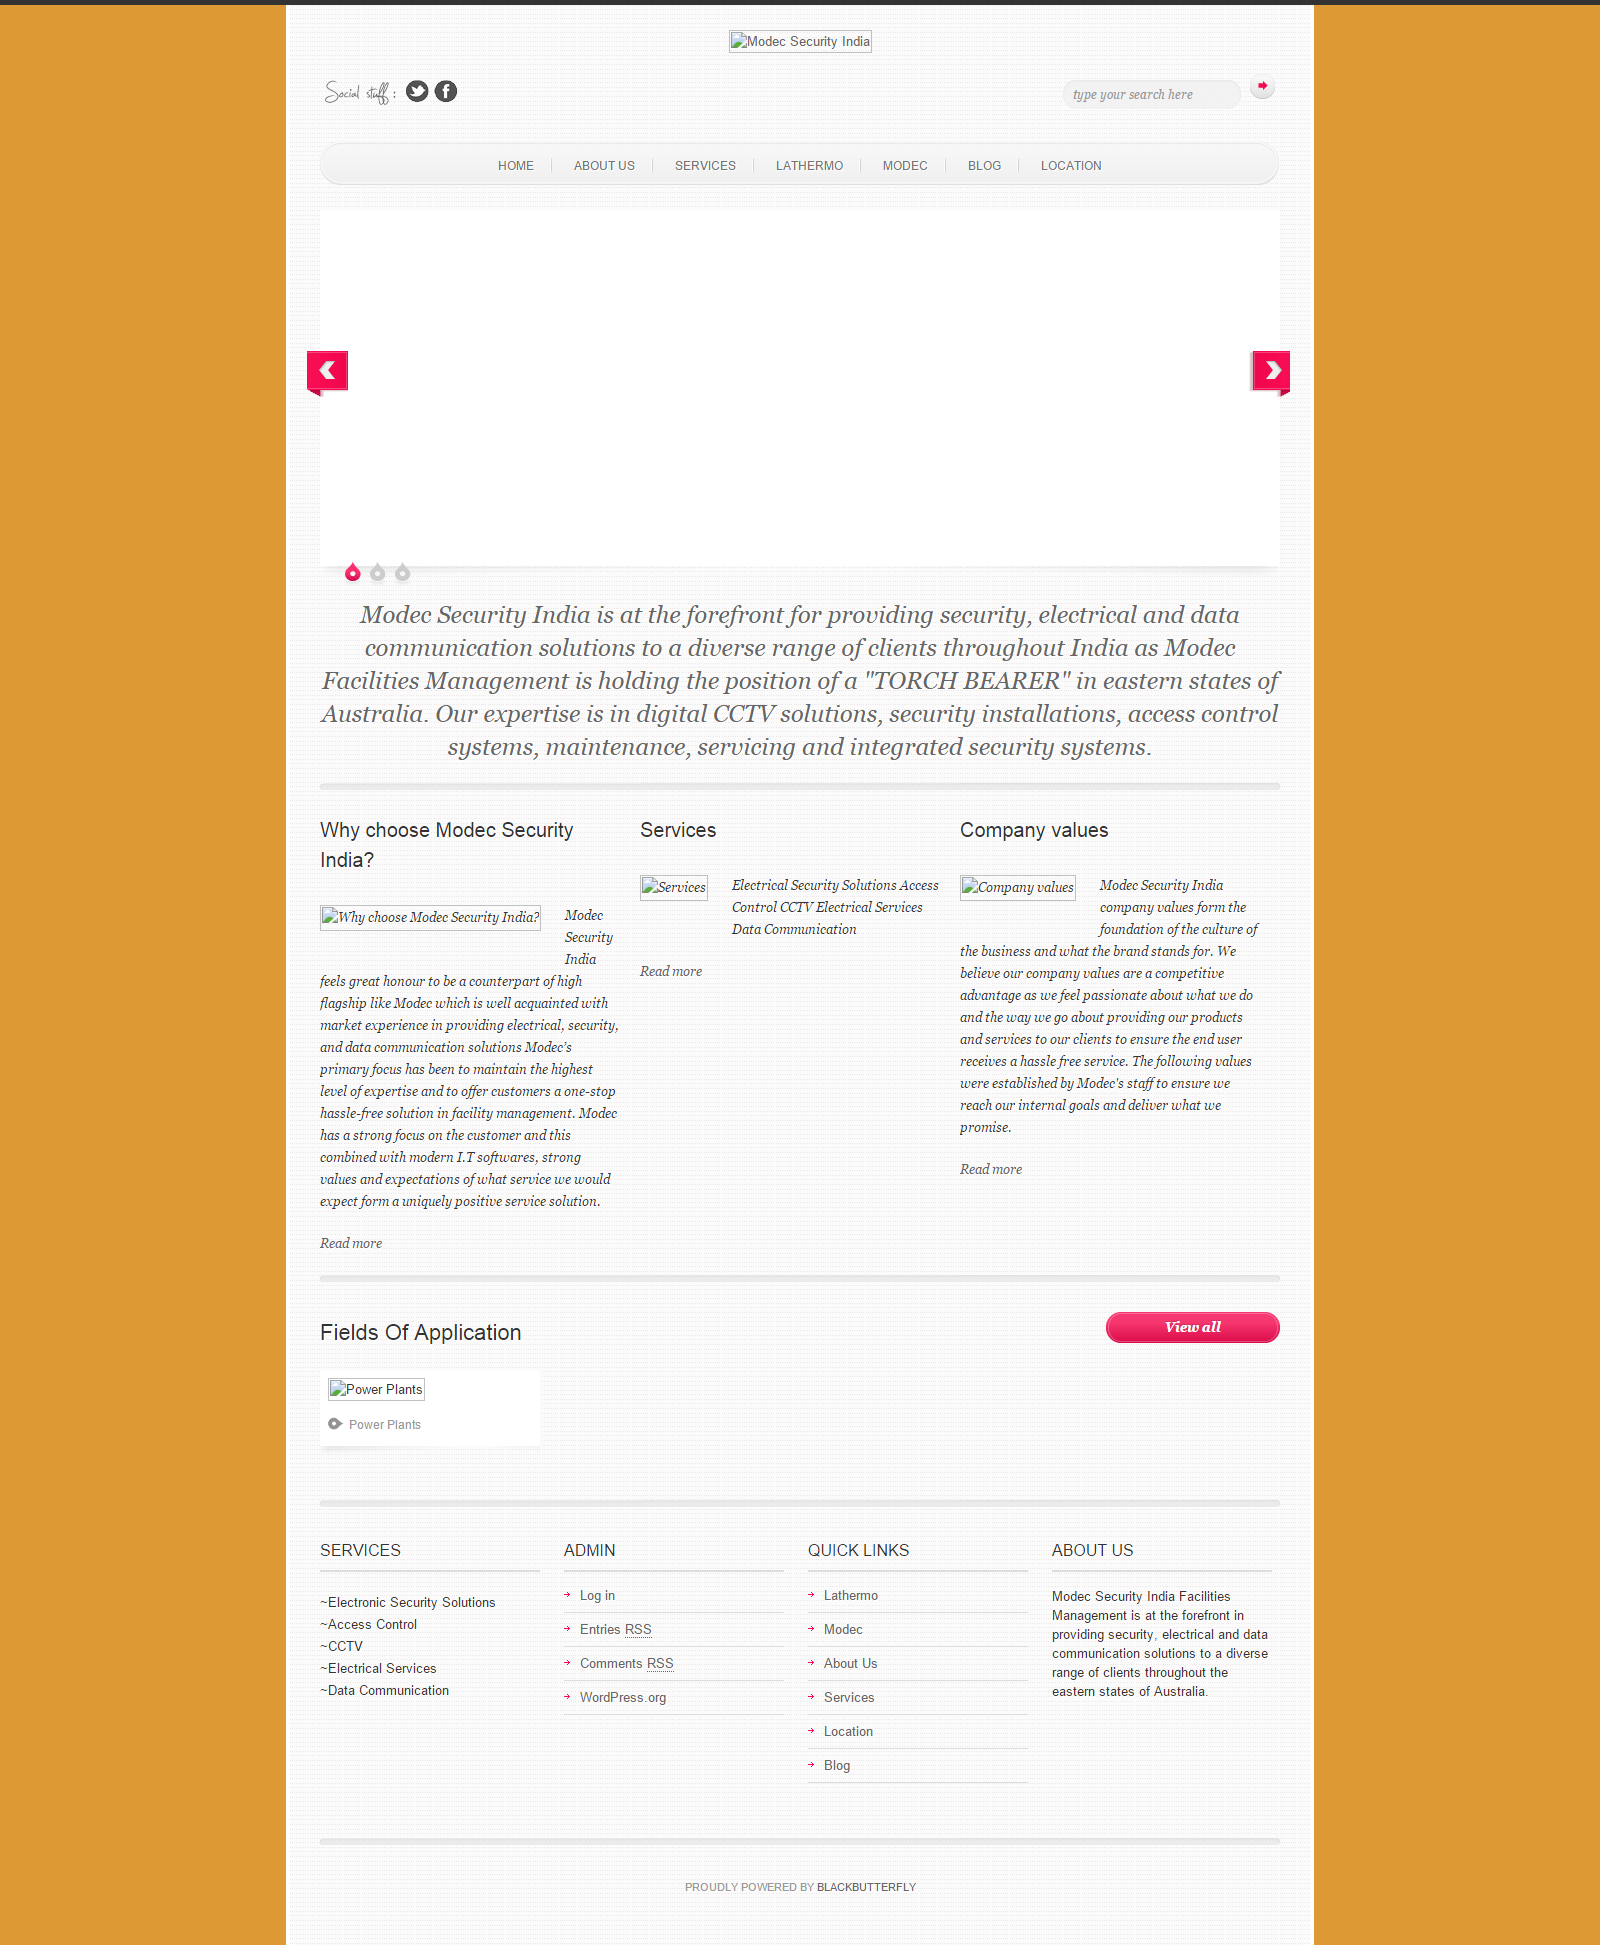 Modec Security India
Social stuff :
type your search here
HOME
ABOUT US
SERVICES
LATHERMO
MODEC
BLOG
LOCATION
Modec Security India is at the forefront for providing security, electrical and data
communication solutions to a diverse range of clients throughout India as Modec
Facilities Management is holding the position of a "TORCH BEARER" in eastern states of
Australia. Our expertise is in digital CCTV solutions, security installations, access control
systems, maintenance, servicing and integrated security systems.
Why choose Modec Security
India?
Why choose Modec Security India?
Modec
Security
India
feels great honour to be a counterpart of high
flagship like Modec which is well acquainted with
market experience in providing electrical, security,
and data communication solutions Modec's
primary focus has been to maintain the highest
level of expertise and to offer customers a one-stop
hassle-free solution in facility management. Modec
has a strong focus on the customer and this
combined with modern I.T softwares, strong
values and expectations of what service we would
expect form a uniquely positive service solution.
Read more
Services
Services
Electrical Security Solutions Access
Control CCTV Electrical Services
Data Communication
Read more
Company values
Company values
Modec Security India
company values form the
foundation of the culture of
the business and what the brand stands for. We
believe our company values are a competitive
advantage as we feel passionate about what we do
and the way we go about providing our products
and services to our clients to ensure the end user
receives a hassle free service. The following values
were established by Modec's staff to ensure we
reach our internal goals and deliver what we
promise.
Read more
Fields Of Application
View all
Power Plants
Power Plants
SERVICES
~Electronic Security Solutions
~Access Control
~CCTV
~Electrical Services
~Data Communication
ADMIN
Log in
Entries RSS
Comments RSS
WordPress.org
QUICK LINKS
Lathermo
Modec
About Us
Services
Location
Blog
ABOUT US
Modec Security India Facilities
Management is at the forefront in
providing security, electrical and data
communication solutions to a diverse
range of clients throughout the
eastern states of Australia.
PROUDLY POWERED BY BLACKBUTTERFLY